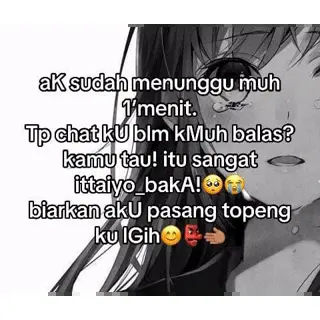 aK sudah menunggu muh
1'menit.
Tp chat kU blm kMuh balas?
kamu tau! itu sangat
ittaiyo_bakA!🥺😭
biarkan akU pasang topeng
ku lGih😊👺👋🏾